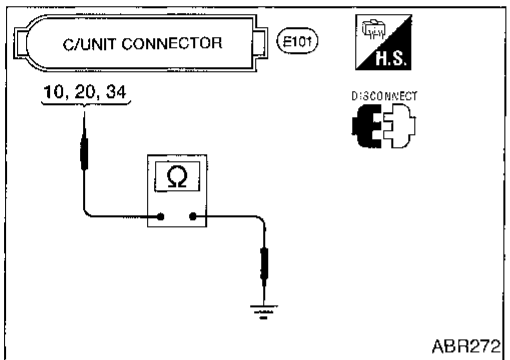 C/UNIT CONNECTOR
E101
H.S.
10, 20, 34
DISCONNECT
Ω
ABR272